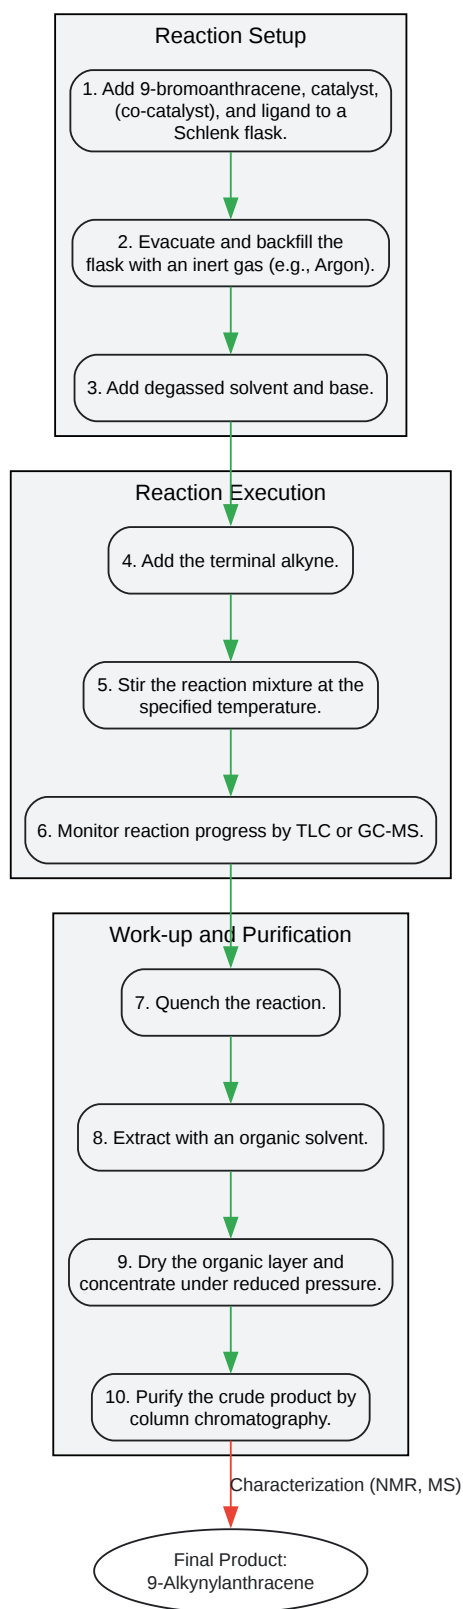 Reaction Setup
1. Add 9-bromoanthracene, catalyst,
(co-catalyst), and ligand to a
Schlenk flask.
2. Evacuate and backfill the
flask with an inert gas (e.g., Argon).
3. Add degassed solvent and base.
Reaction Execution
4. Add the terminal alkyne.
5. Stir the reaction mixture at the
specified temperature.
6. Monitor reaction progress by TLC or GC-MS.
Work-up and Purification
7. Quench the reaction.
8. Extract with an organic solvent.
9. Dry the organic layer and
concentrate under reduced pressure.
10. Purify the crude product by
column chromatography.
Characterization (NMR, MS)
Final Product:
9-Alkynylanthracene